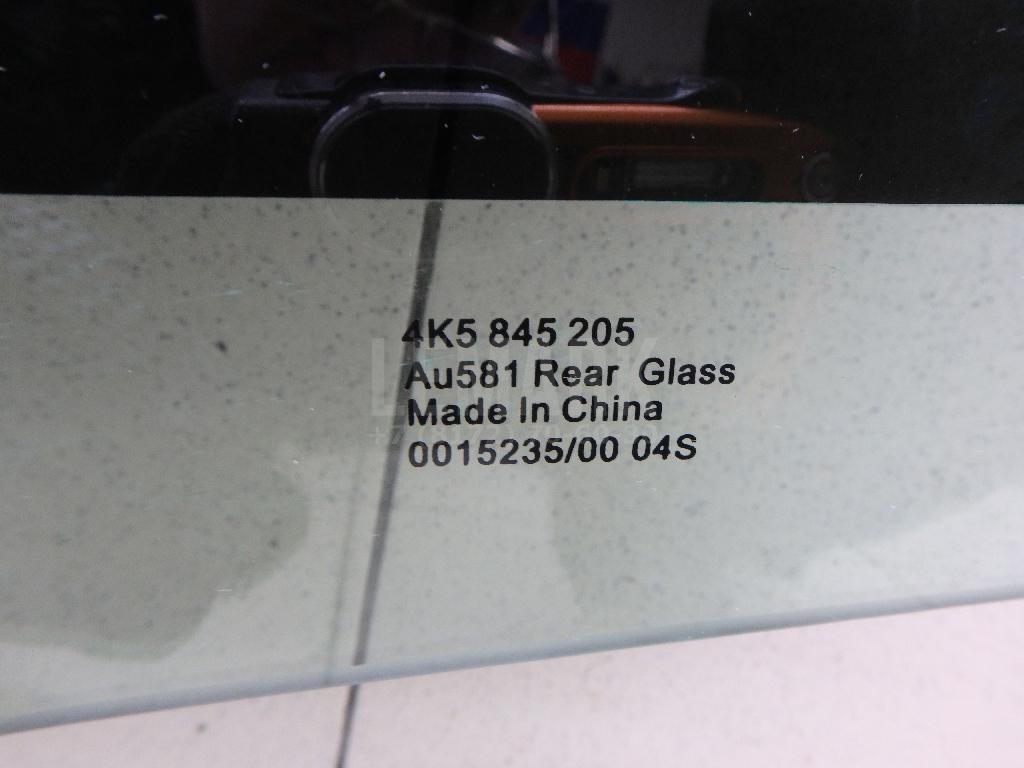 4K5 845 205
Au581 Rear Glass
Made In China
0015235/00 04S